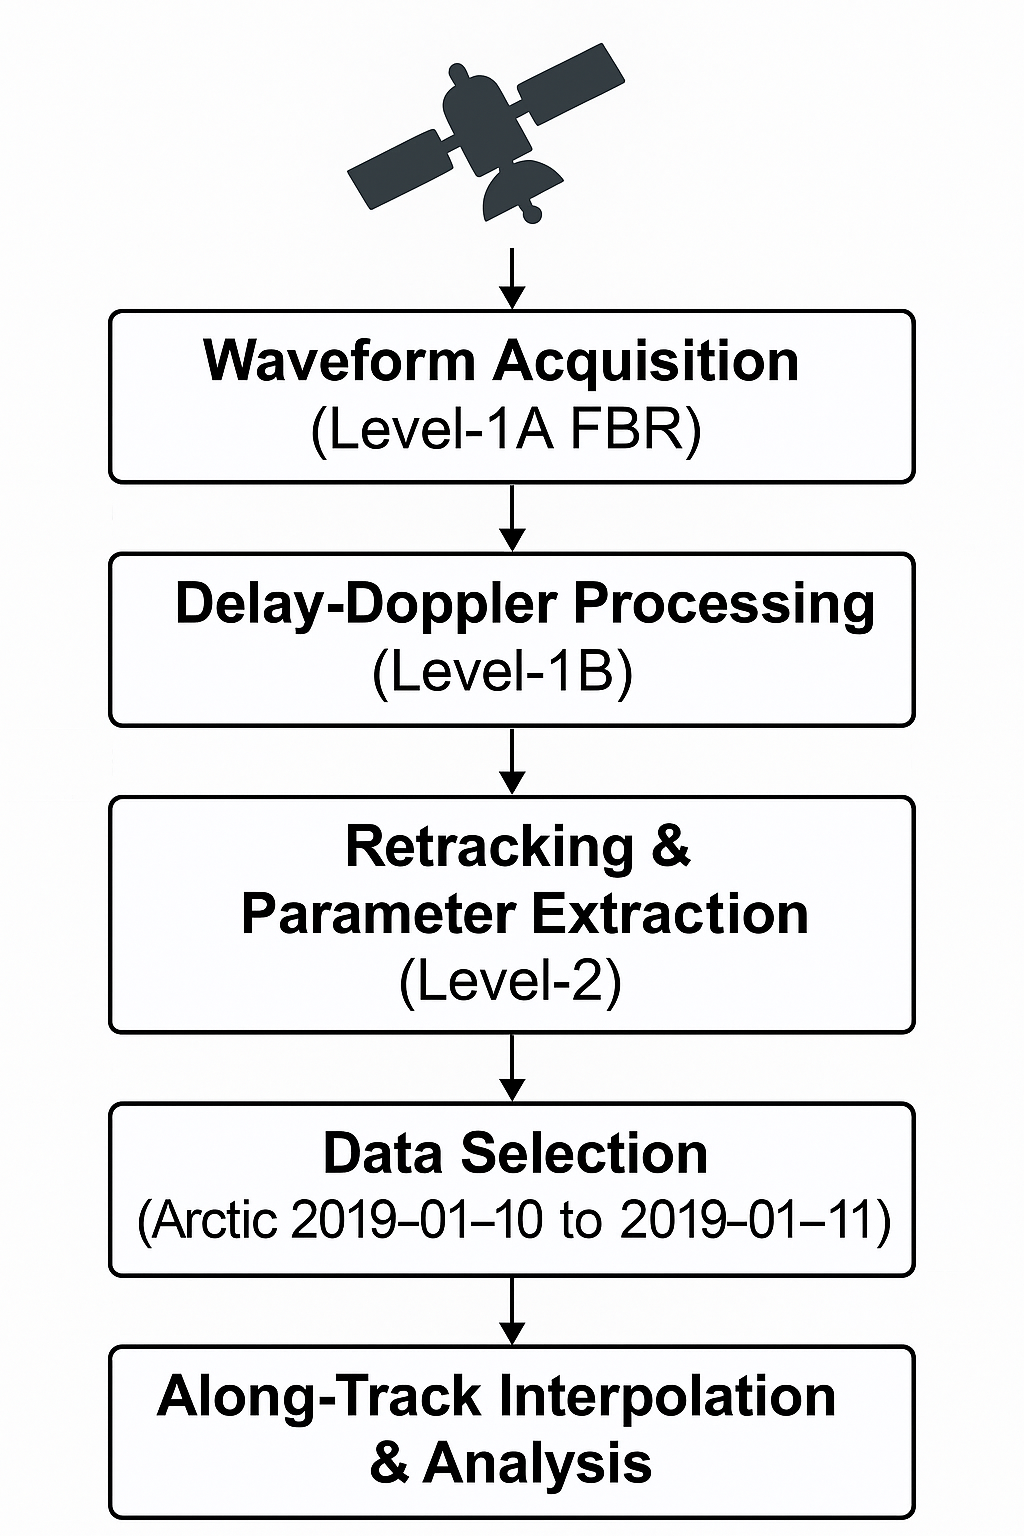 Waveform Acquisition
(Level-1A FBR)
Delay-Doppler Processing
(Level-1B)
Retracking &
Parameter Extraction
(Level-2)
Data Selection
(Arctic 2019–01–10 to 2019–01–11)
Along-Track Interpolation
& Analysis